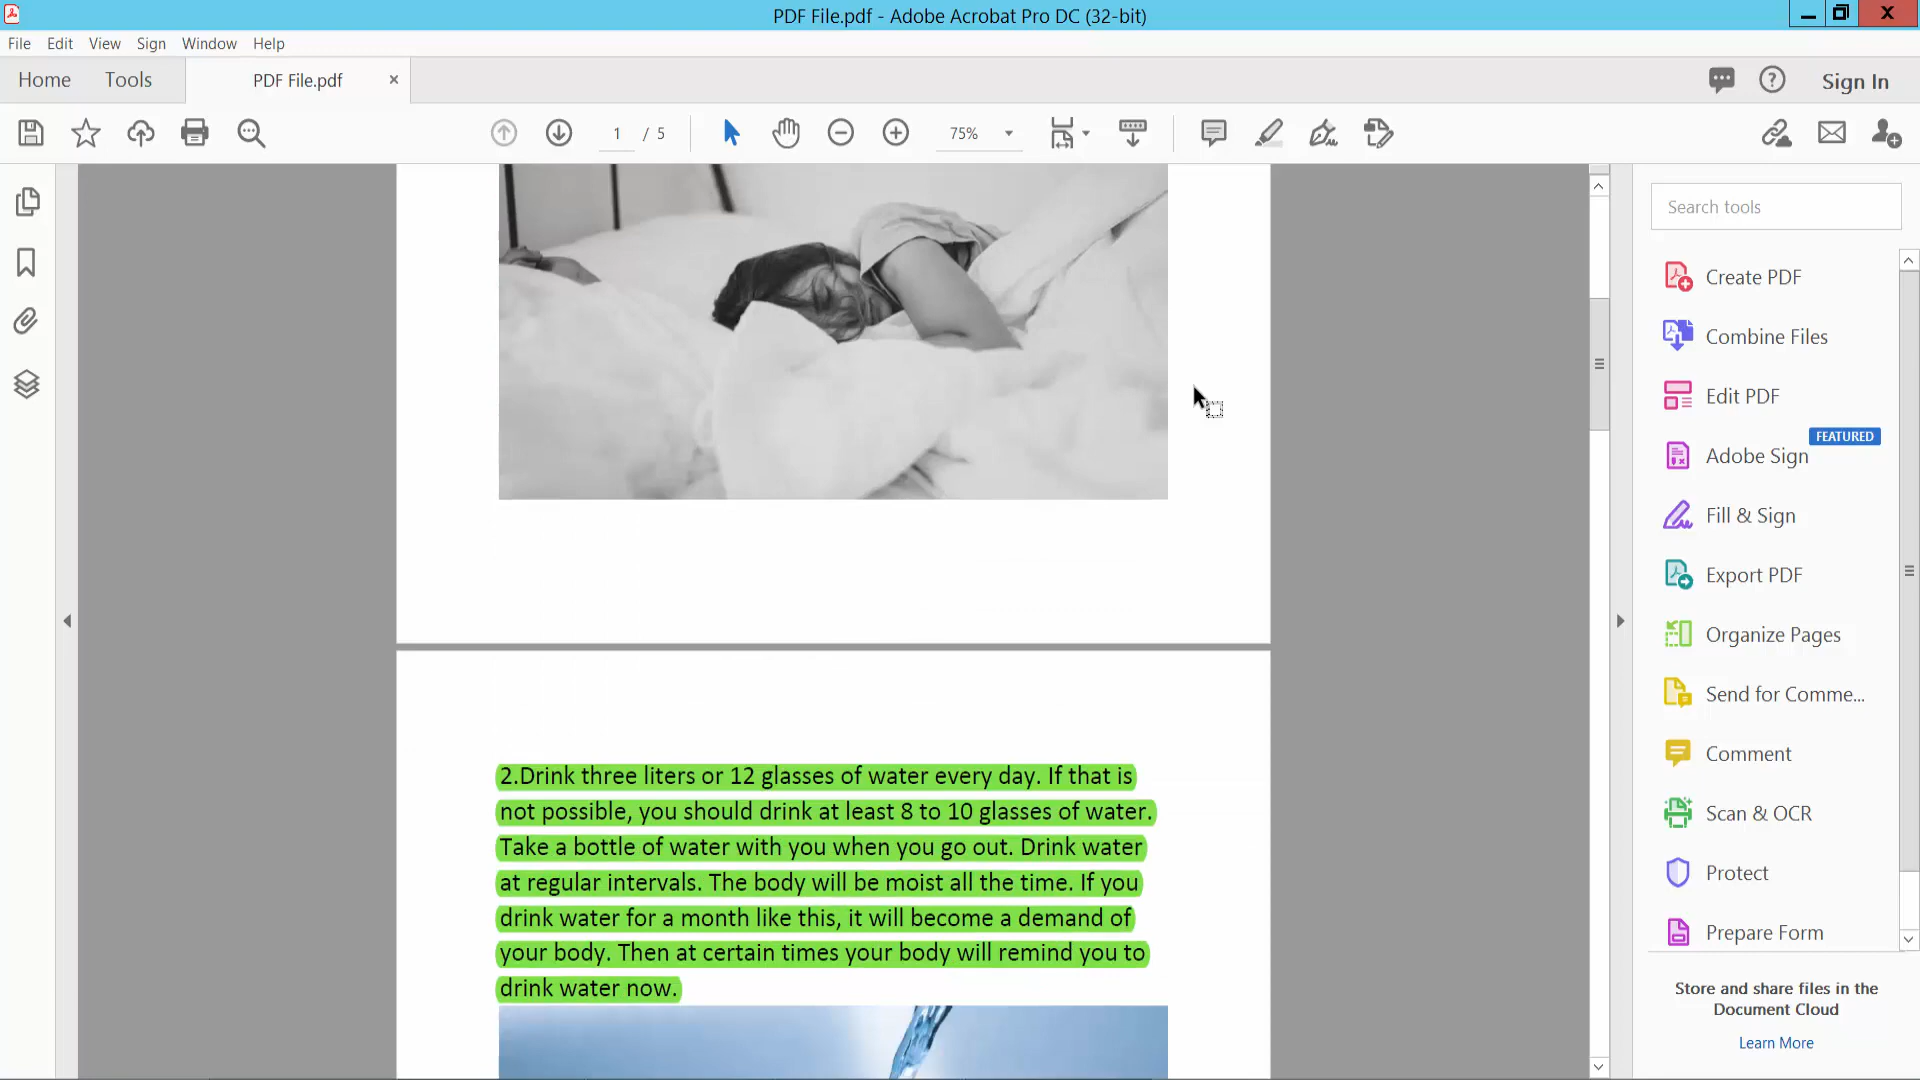 PDF File.pdf - Adobe Acrobat Pro DC (32-bit)
File Edit View Sign Window Help
Home Tools PDF File.pdf × Sign In
1 / 5 75%
Search tools
Create PDF
Combine Files
Edit PDF
FEATURED
Adobe Sign
Fill & Sign
Export PDF
Organize Pages
Send for Comme...
Comment
Scan & OCR
Protect
Prepare Form
Store and share files in the
Document Cloud
Learn More
2.Drink three liters or 12 glasses of water every day. If that is
not possible, you should drink at least 8 to 10 glasses of water.
Take a bottle of water with you when you go out. Drink water
at regular intervals. The body will be moist all the time. If you
drink water for a month like this, it will become a demand of
your body. Then at certain times your body will remind you to
drink water now.